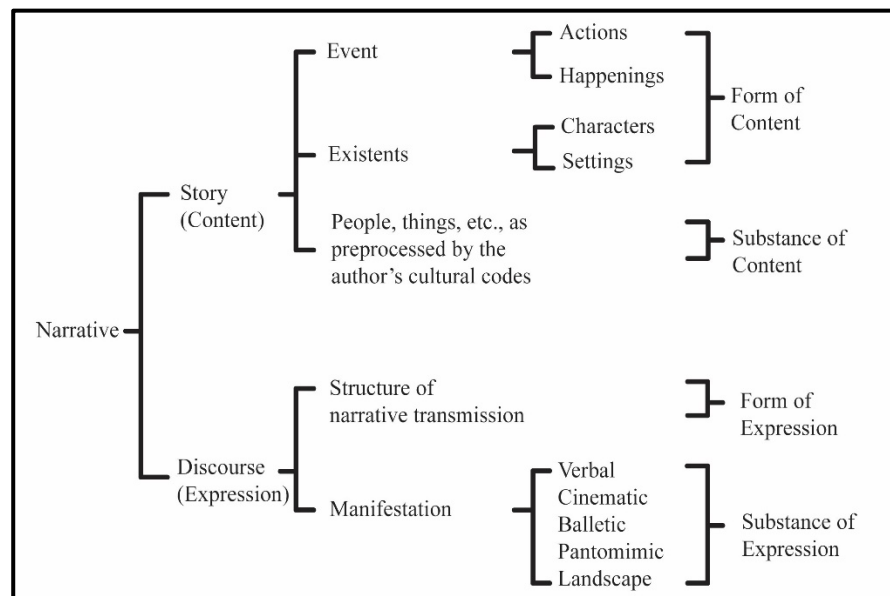 Event
Actions
Happenings
Form of
Content
Existents
Characters
Settings
Story
(Content)
People, things, etc., as
preprocessed by the
author’s cultural codes
Substance of
Content
Narrative
Structure of
narrative transmission
Form of
Expression
Discourse
(Expression)
Manifestation
Verbal
Cinematic
Balletic
Pantomimic
Landscape
Substance of
Expression